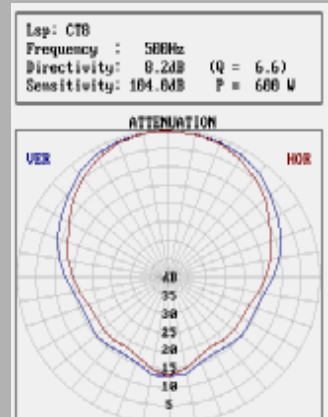 Lsp: CT8
Frequency : 500Hz
Directivity: 8.2dB (Q = 6.6)
Sensitivity: 104.0dB P = 600 W
ATTENUATION
VER HOR
dB
35
30
25
20
15
10
5